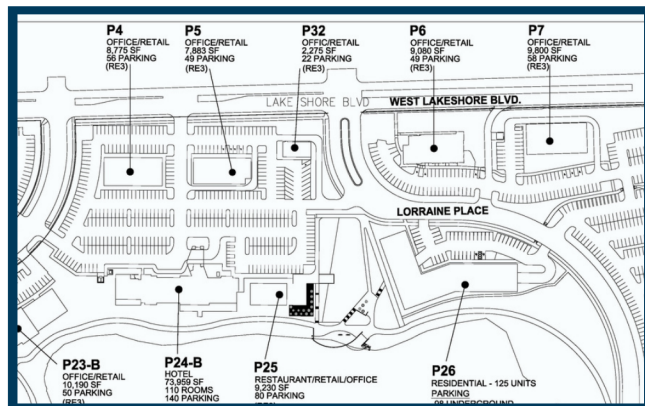 P4
OFFICE/RETAIL
8,775 SF
56 PARKING
(RE3)
P5
OFFICE/RETAIL
7,883 SF
49 PARKING
(RE3)
P32
OFFICE/RETAIL
2,275 SF
22 PARKING
(RE3)
P6
OFFICE/RETAIL
9,080 SF
49 PARKING
(RE3)
P7
OFFICE/RETAIL
9,800 SF
58 PARKING
(RE3)
LAKE SHORE BLVD WEST LAKESHORE BLVD.
LORRAINE PLACE
P23-B
OFFICE/RETAIL
10,190 SF
50 PARKING
(RE3)
P24-B
HOTEL
73,959 SF
110 ROOMS
140 PARKING
P25
RESTAURANT/RETAIL/OFFICE
9,230 SF
80 PARKING
P26
RESIDENTIAL - 125 UNITS
PARKING